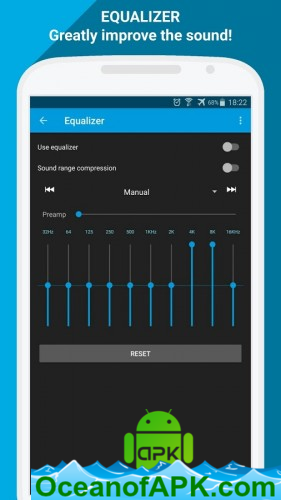 EQUALIZER
Greatly improve the sound!
68% 18:22
Equalizer
Use equalizer
Sound range compression
Manual
Preamp
32Hz 64 125 250 500 1KHz 2K 4K 8K 16KHz
RESET
APK
OceanofAPK.com